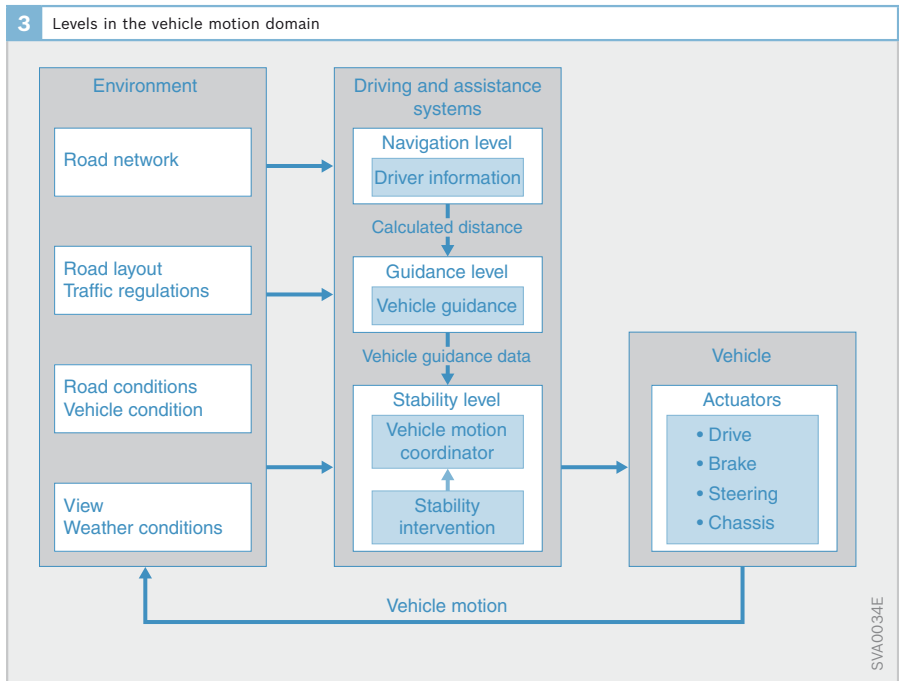 3 Levels in the vehicle motion domain
Environment
Road network
Road layout
Traffic regulations
Road conditions
Vehicle condition
View
Weather conditions
Driving and assistance
systems
Navigation level
Driver information
Calculated distance
Guidance level
Vehicle guidance
Vehicle guidance data
Stability level
Vehicle motion
coordinator
Stability
intervention
Vehicle
Actuators
• Drive
• Brake
• Steering
• Chassis
Vehicle motion
SVA0034E